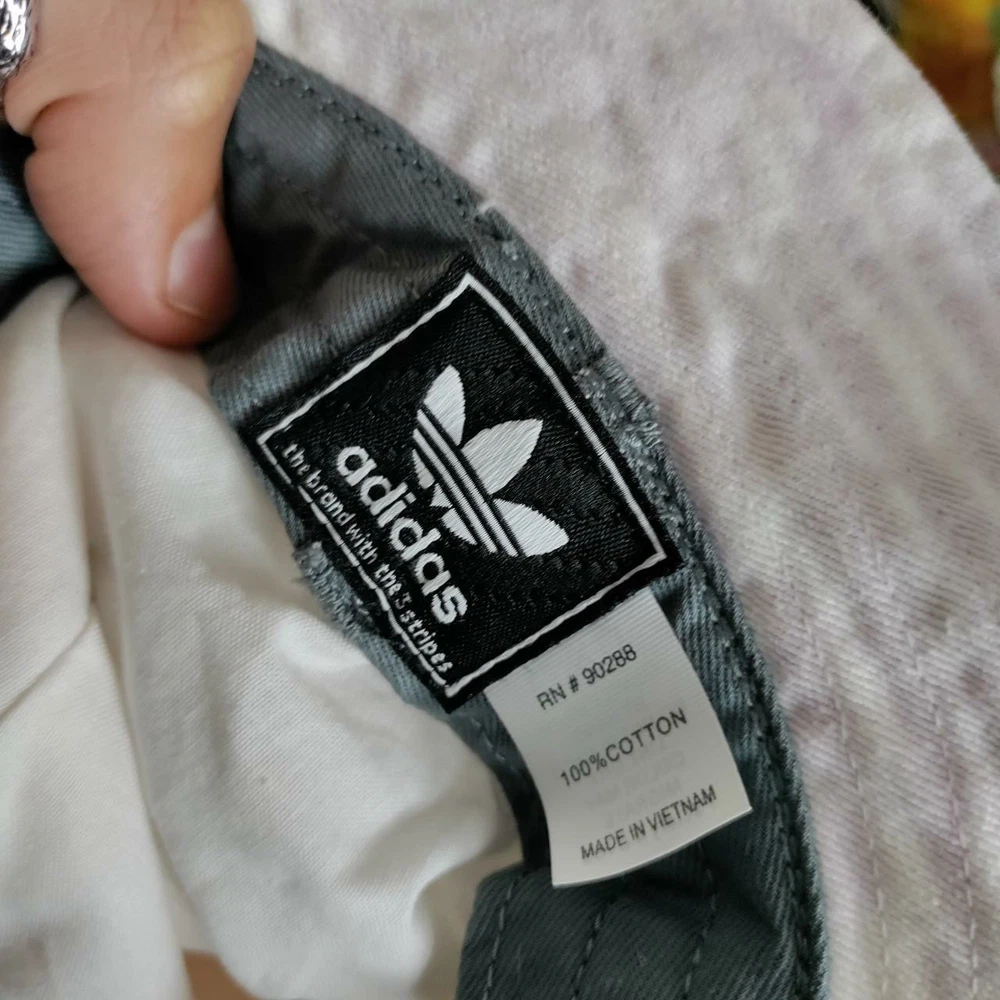 adidas
the brand with the 3 stripes
RN # 90288
100%COTTON
MADE IN VIETNAM